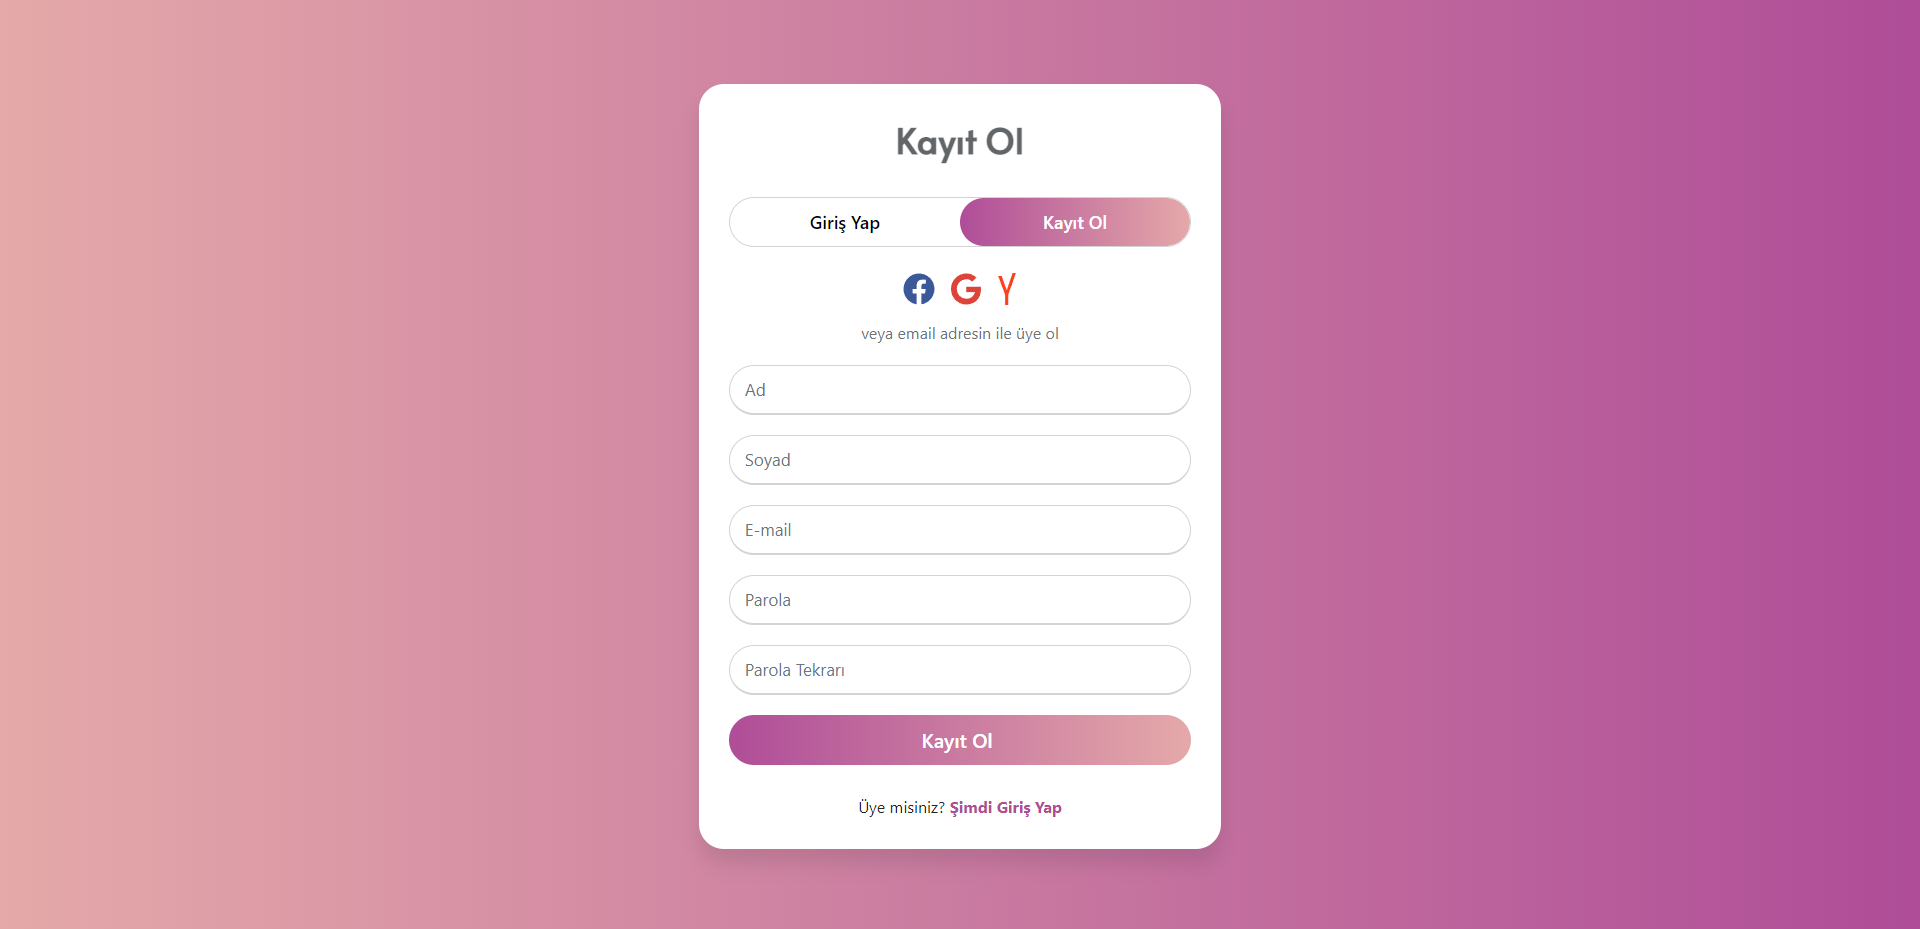 Kayıt Ol
Giriş Yap
Kayıt Ol
veya email adresin ile üye ol
Ad
Soyad
E-mail
Parola
Parola Tekrarı
Kayıt Ol
Üye misiniz? Şimdi Giriş Yap